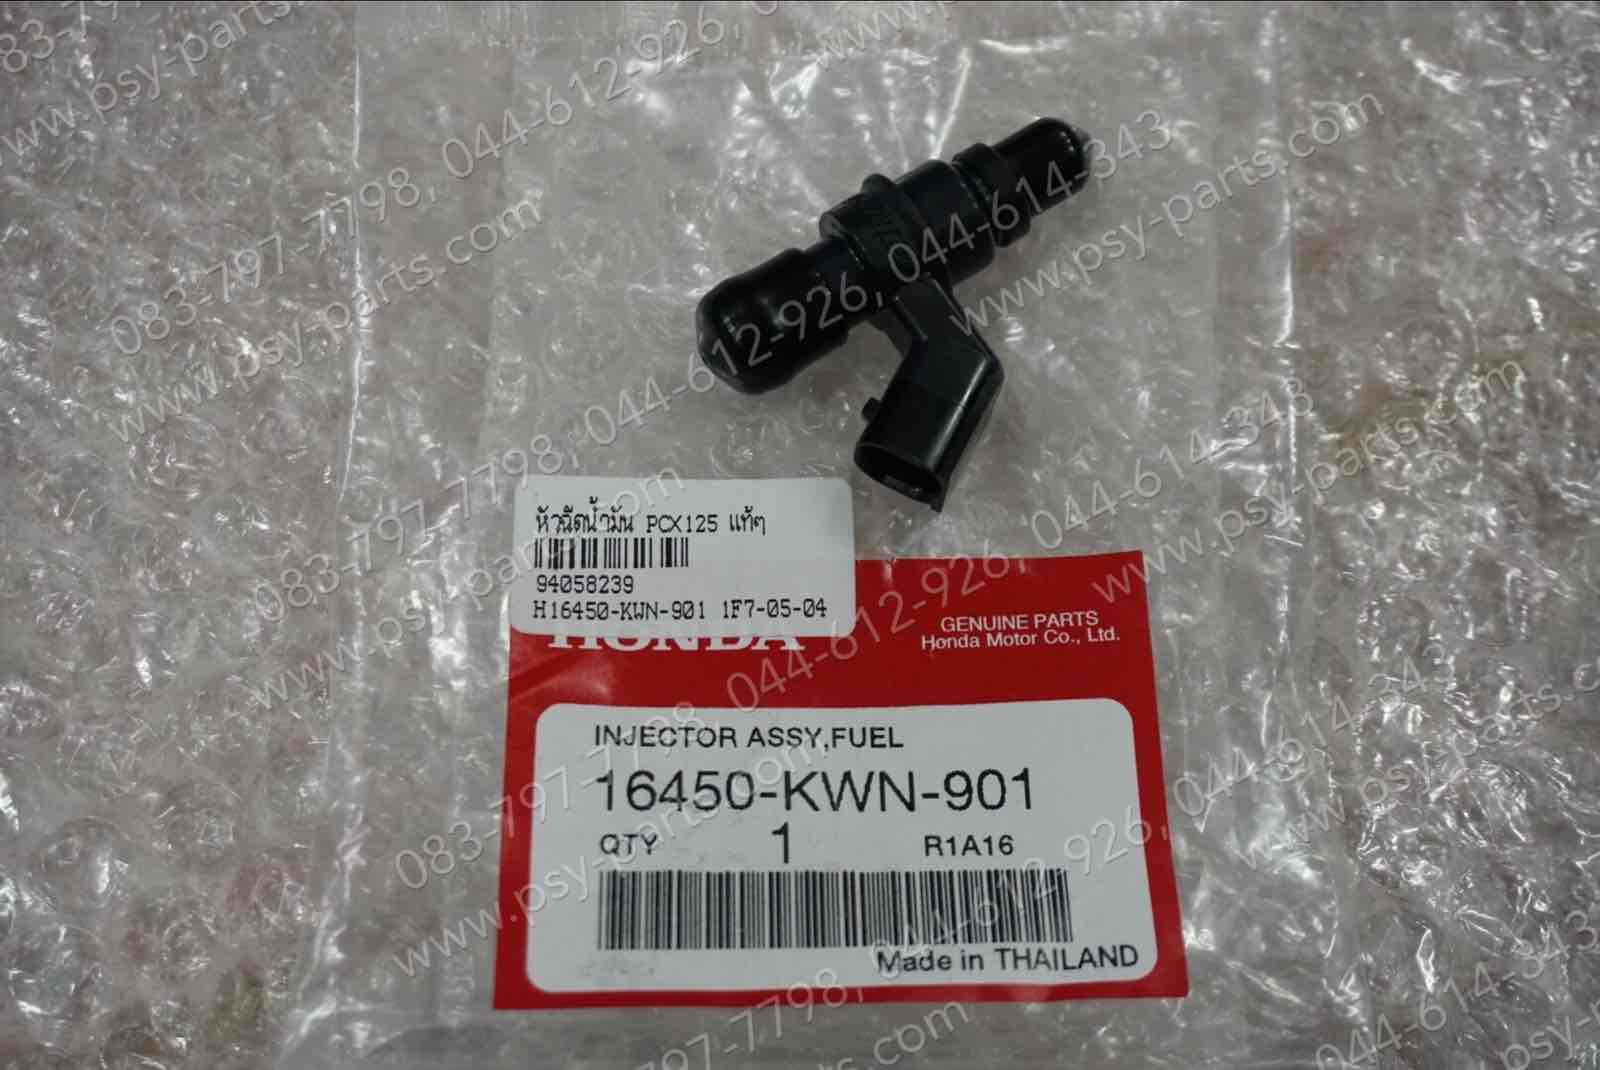 หัวฉีดน้ำมัน PCX125 แท้ๆ
94058239
H16450-KWN-901 1F7-05-04
HONDA
GENUINE PARTS
Honda Motor Co., Ltd.
INJECTOR ASSY,FUEL
16450-KWN-901
QTY 1 R1A16
Made in THAILAND
083-797-7798, 044-612-926, 044-614-343
www.psy-parts.com